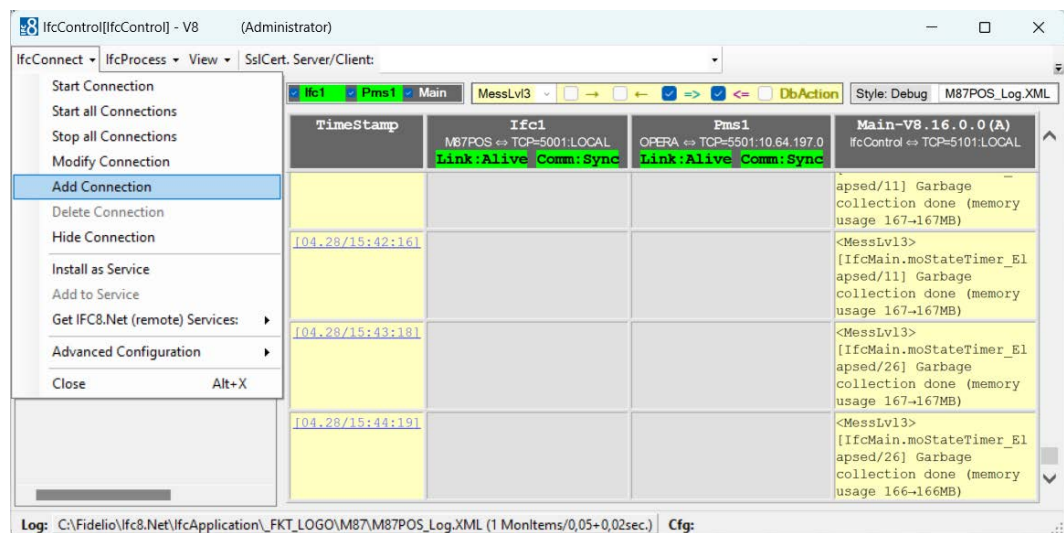 IfcControl[IfcControl] - V8 (Administrator)
IfcConnect IfcProcess View SslCert. Server/Client:
Start Connection
Start all Connections
Stop all Connections
Modify Connection
Add Connection
Delete Connection
Hide Connection
Install as Service
Add to Service
Get IFC8.Net (remote) Services:
Advanced Configuration
Close Alt+X
Ifc1 Pms1 Main MessLvl3 → ← => <= DbAction Style: Debug M87POS_Log.XML
TimeStamp Ifc1 Pms1 Main-V8.16.0.0(A)
M87POS ⇔ TCP=5001:LOCAL OPERA ⇔ TCP=5501:10.64.197.0 IfcControl ⇔ TCP=5101:LOCAL
Link:Alive Comm:Sync Link:Alive Comm:Sync
apsed/11] Garbage
collection done (memory
usage 167→167MB)
[04.28/15:42:16] <MessLvl3>
[IfcMain.moStateTimer_El
apsed/11] Garbage
collection done (memory
usage 167→167MB)
[04.28/15:43:18] <MessLvl3>
[IfcMain.moStateTimer_El
apsed/26] Garbage
collection done (memory
usage 167→167MB)
[04.28/15:44:19] <MessLvl3>
[IfcMain.moStateTimer_El
apsed/26] Garbage
collection done (memory
usage 166→166MB)
Log: C:\Fidelio\Ifc8.Net\IfcApplication\_FKT_LOGO\M87\M87POS_Log.XML (1 MonItems/0,05+0,02sec.) Cfg: